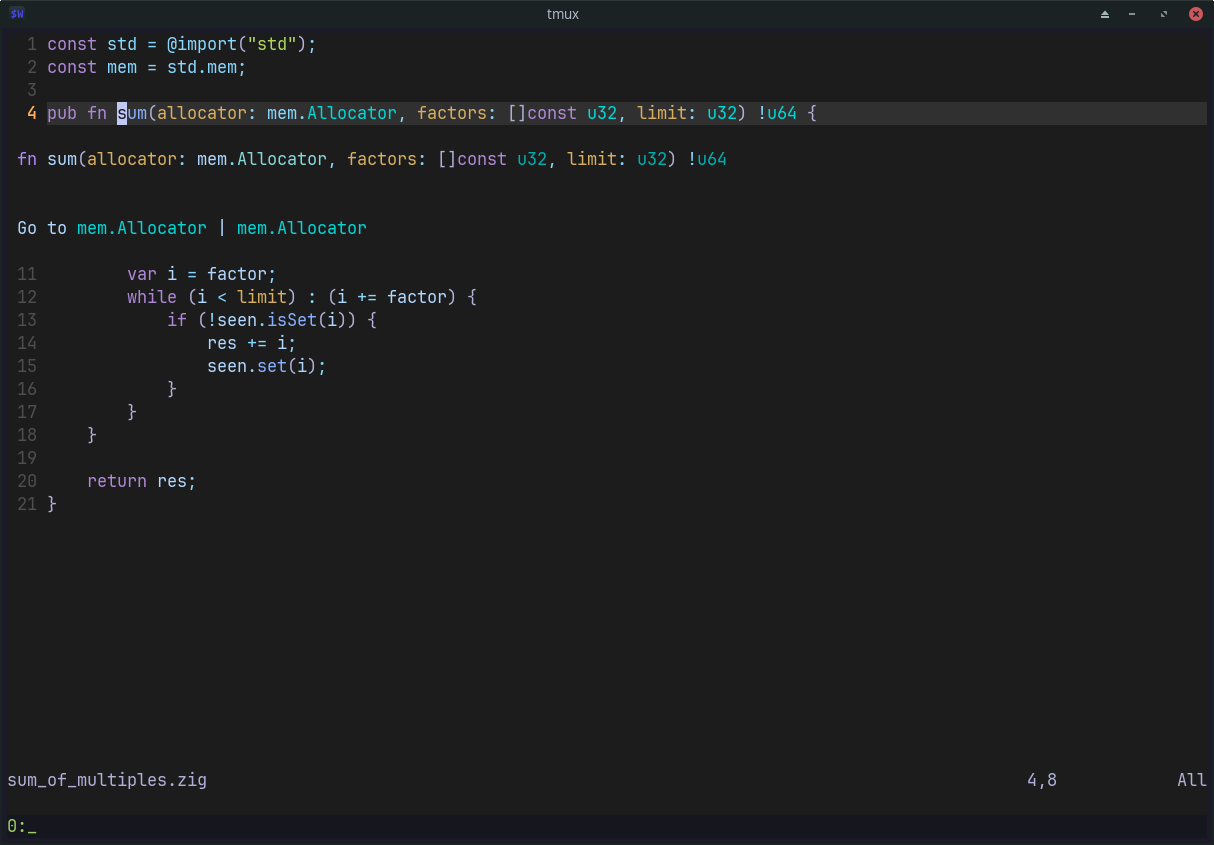 $W tmux
1 const std = @import("std");
2 const mem = std.mem;
3
4 pub fn sum(allocator: mem.Allocator, factors: []const u32, limit: u32) !u64 {
fn sum(allocator: mem.Allocator, factors: []const u32, limit: u32) !u64
Go to mem.Allocator | mem.Allocator
11         var i = factor;
12         while (i < limit) : (i += factor) {
13             if (!seen.isSet(i)) {
14                 res += i;
15                 seen.set(i);
16             }
17         }
18     }
19
20     return res;
21 }
sum_of_multiples.zig 4,8 All
0:_